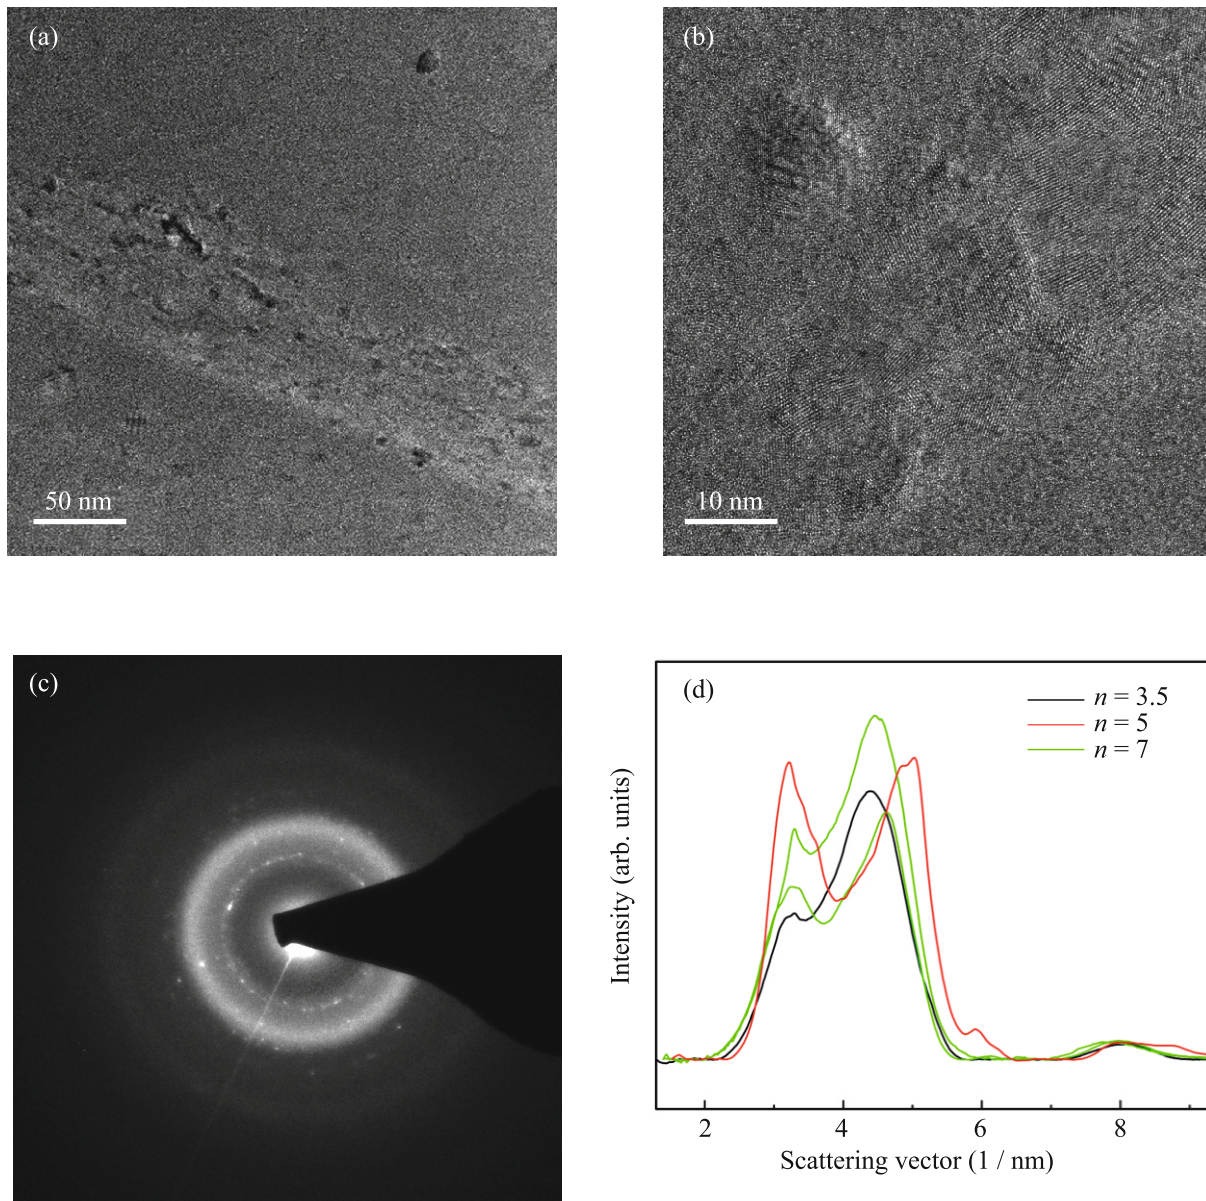 (a)
50 nm
(b)
10 nm
(c)
(d)
n = 3.5
n = 5
n = 7
Intensity (arb. units)
2 4 6 8
Scattering vector (1 / nm)